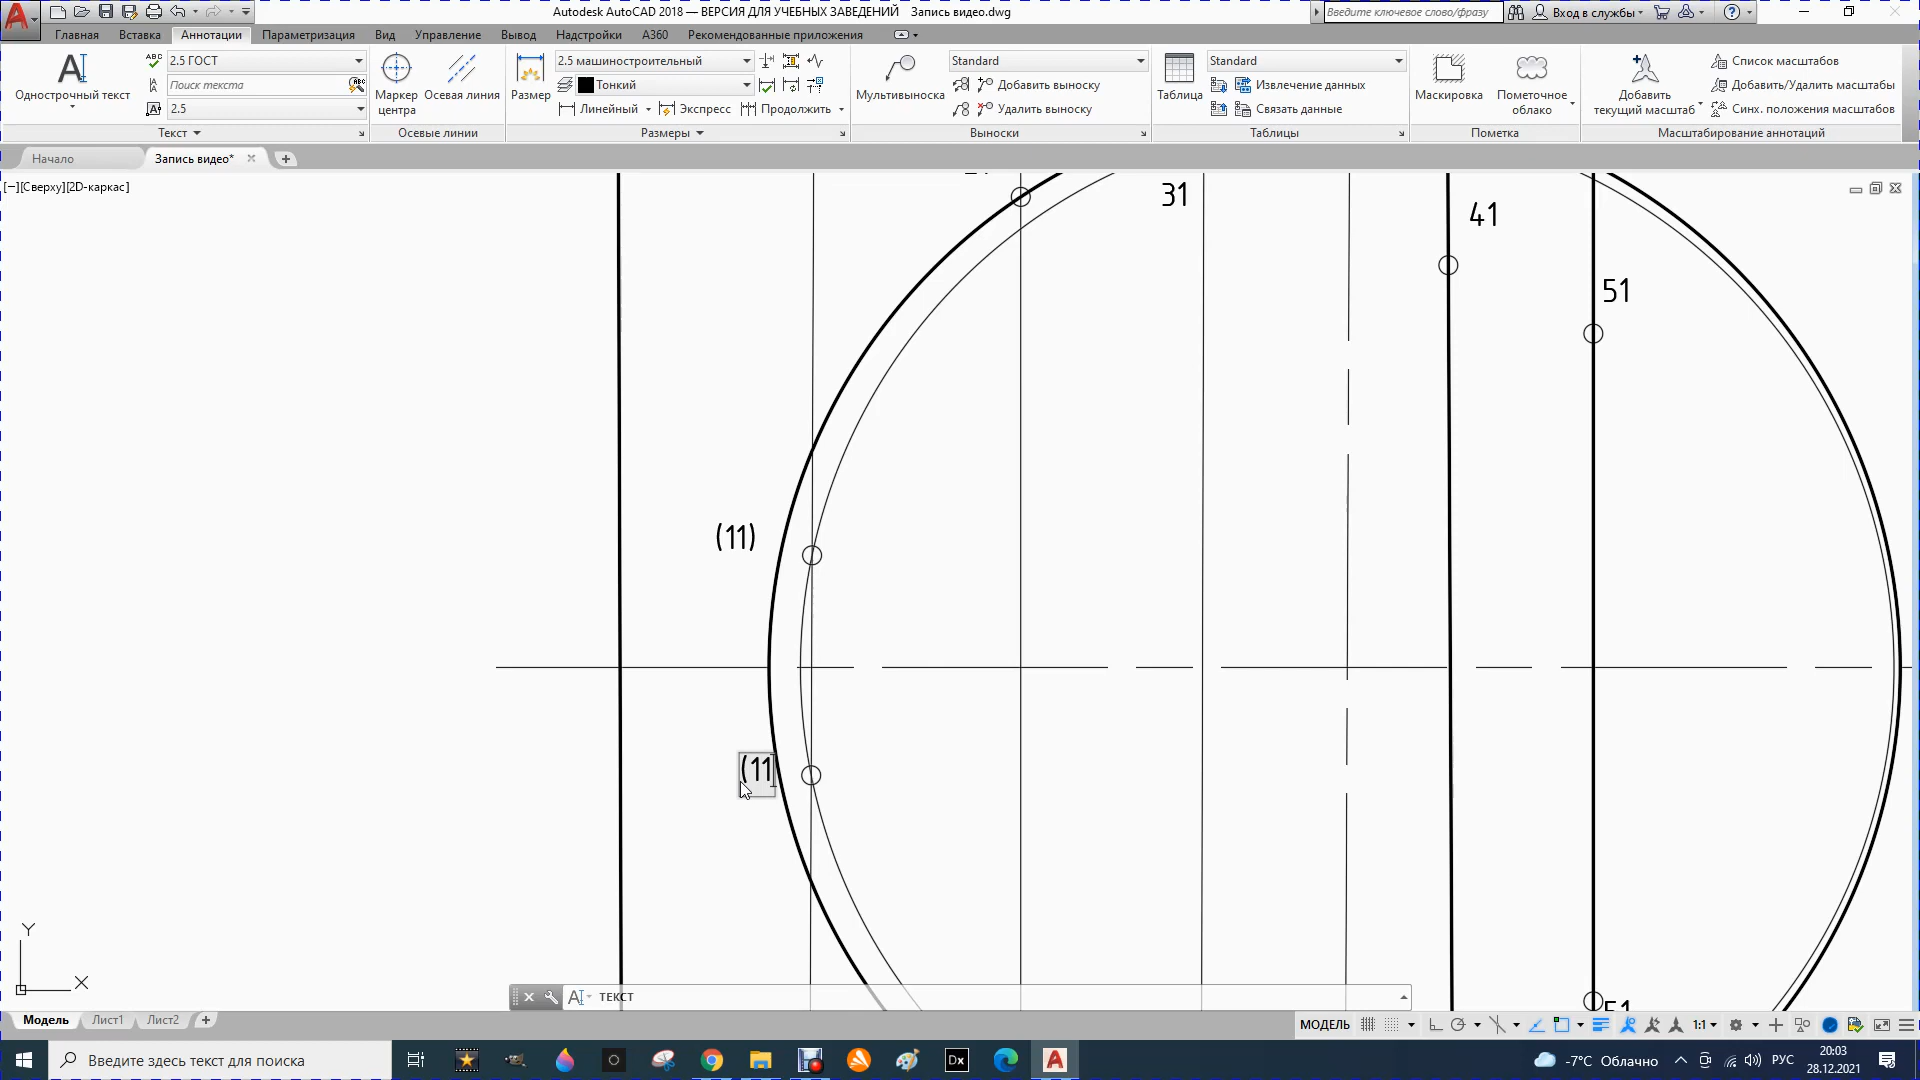 Autodesk AutoCAD 2018 — ВЕРСИЯ ДЛЯ УЧЕБНЫХ ЗАВЕДЕНИЙ Запись видео.dwg
Введите ключевое слово/фразу
Вход в службы
Главная Вставка Аннотации Параметризация Вид Управление Вывод Надстройки A360 Рекомендованные приложения
Однострочный текст
2.5 ГОСТ
Поиск текста
2.5
Текст
Маркер центра
Осевая линия
Осевые линии
Размер
2.5 машиностроительный
Тонкий
Линейный
Экспресс
Продолжить
Размеры
Мультивыноска
Standard
Добавить выноску
Удалить выноску
Выноски
Таблица
Standard
Извлечение данных
Связать данные
Таблицы
Маскировка
Пометочное облако
Пометка
Добавить текущий масштаб
Список масштабов
Добавить/Удалить масштабы
Синх. положения масштабов
Масштабирование аннотаций
Начало
Запись видео*
[−][Сверху][2D-каркас]
31
41
51
(11)
(11
51
Y
X
ТЕКСТ
Модель Лист1 Лист2
МОДЕЛЬ
1:1
Введите здесь текст для поиска
Dx
-7°C Облачно
РУС
20:03
28.12.2021